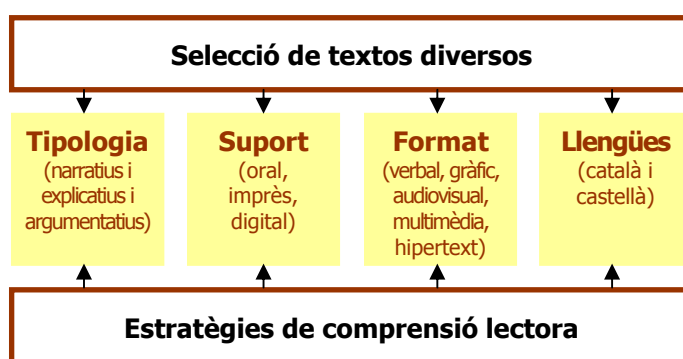 Selecció de textos diversos
Tipologia
(narratius i
explicatius i
argumentatius)
Suport
(oral,
imprès,
digital)
Format
(verbal, gràfic,
audiovisual,
multimèdia,
hipertext)
Llengües
(català i
castellà)
Estratègies de comprensió lectora